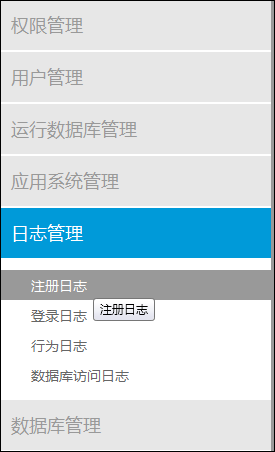 权限管理
用户管理
运行数据库管理
应用系统管理
日志管理
注册日志
登录日志
注册日志
行为日志
数据库访问日志
数据库管理